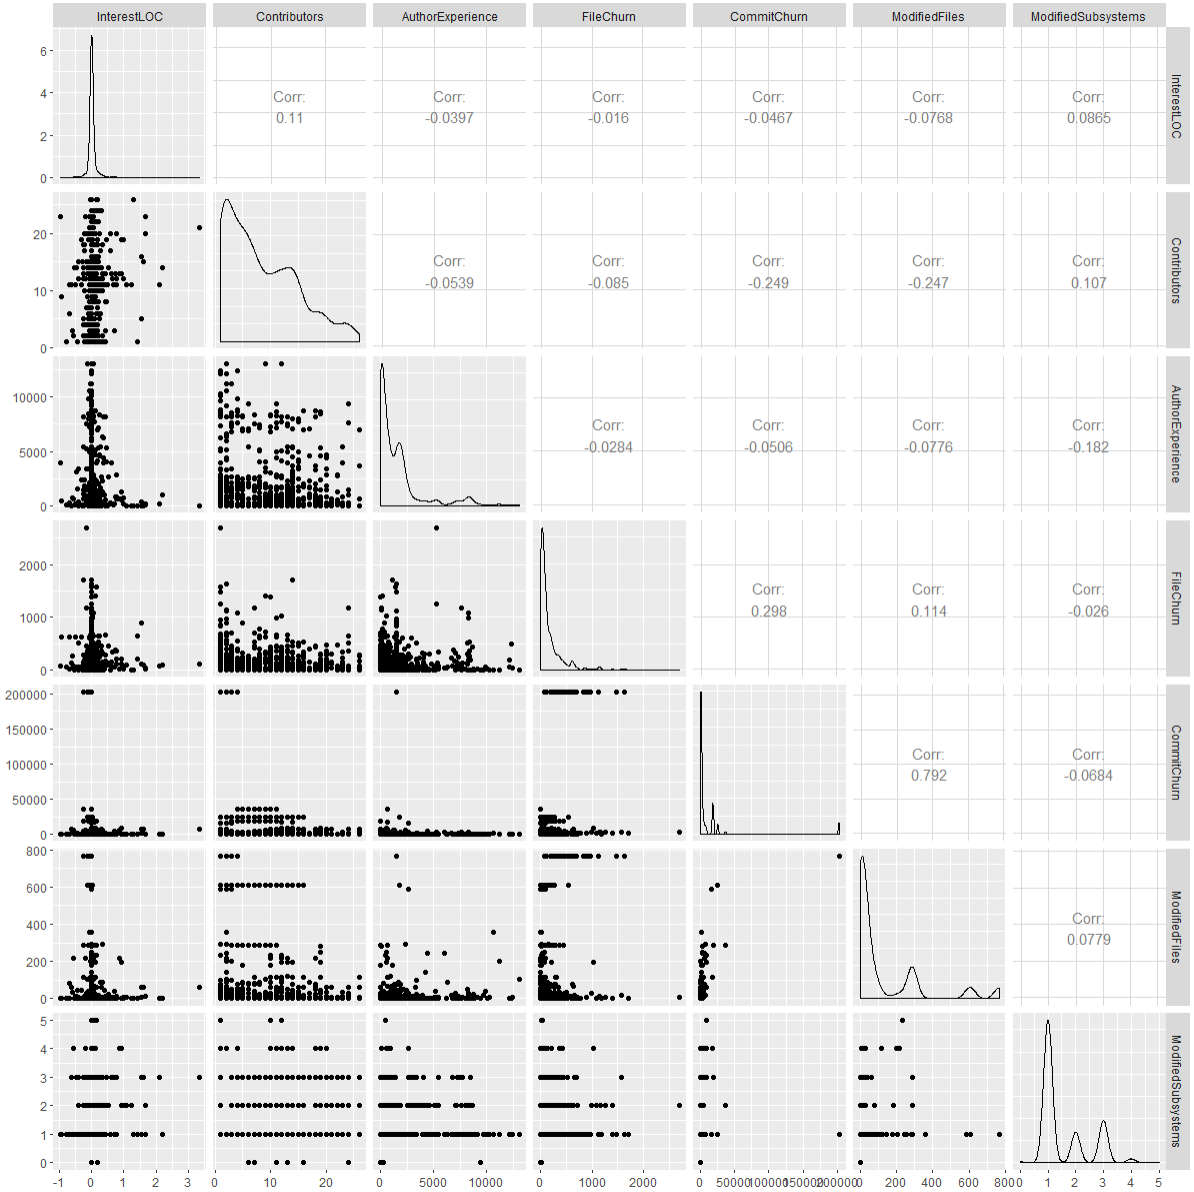 InterestLOC Contributors AuthorExperience FileChurn CommitChurn ModifiedFiles ModifiedSubsystems
6
4
2
0
Corr:
0.11
Corr:
-0.0397
Corr:
-0.016
Corr:
-0.0467
Corr:
-0.0768
Corr:
0.0865
InterestLOC
20
10
0
Corr:
-0.0539
Corr:
-0.085
Corr:
-0.249
Corr:
-0.247
Corr:
0.107
Contributors
10000
5000
0
Corr:
-0.0284
Corr:
-0.0506
Corr:
-0.0776
Corr:
-0.182
AuthorExperience
2000
1000
0
Corr:
0.298
Corr:
0.114
Corr:
-0.026
FileChurn
200000
150000
100000
50000
0
Corr:
0.792
Corr:
-0.0684
CommitChurn
800
600
400
200
0
Corr:
0.0779
ModifiedFiles
5
4
3
2
1
0
ModifiedSubsystems
-1 0 1 2 3 0 10 20 0 5000 10000 0 1000 2000 0 50000 100000 150000 200000 0 200 400 600 800 0 1 2 3 4 5